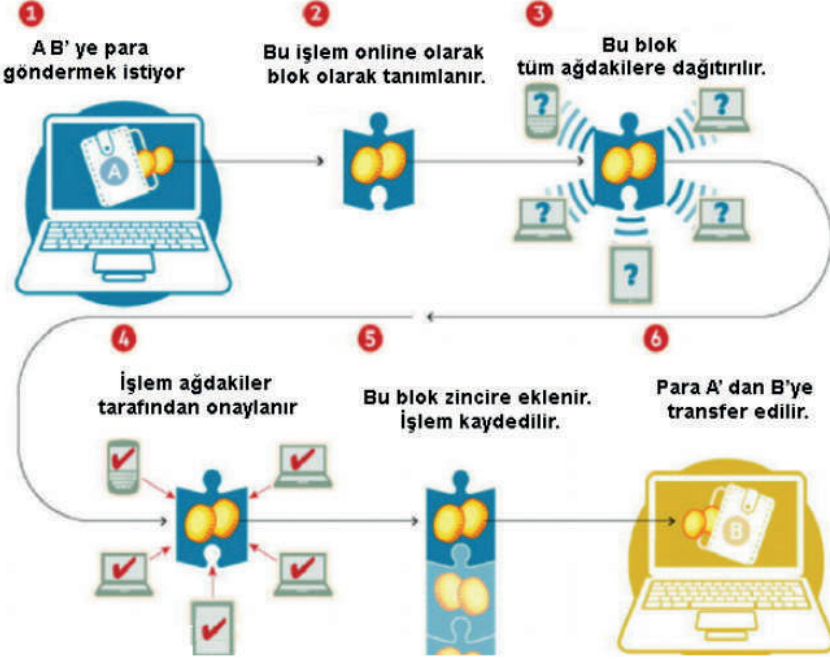 1
A B' ye para
göndermek istiyor
A
2
Bu işlem online olarak
blok olarak tanımlanır.
3
Bu blok
tüm ağdakilere dağıtırılır.
?
?
?
?
?
4
İşlem ağdakiler
tarafından onaylanır
5
Bu blok zincire eklenir.
İşlem kaydedilir.
6
Para A' dan B'ye
transfer edilir.
B